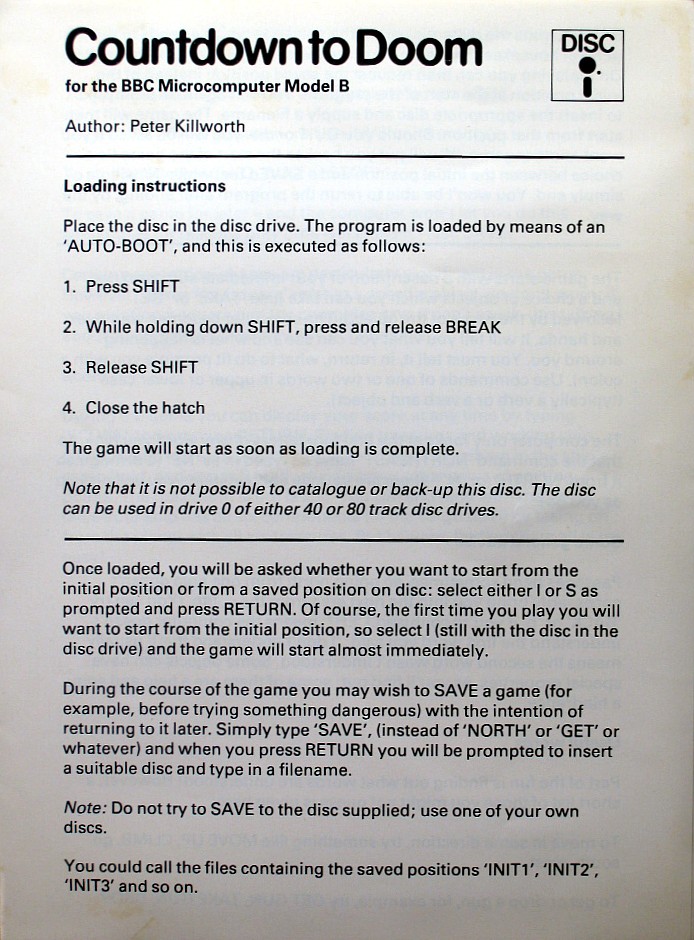 Countdown to Doom
DISC
for the BBC Microcomputer Model B
Author: Peter Killworth
Loading instructions
Place the disc in the disc drive. The program is loaded by means of an
‘AUTO-BOOT’, and this is executed as follows:
1. Press SHIFT
2. While holding down SHIFT, press and release BREAK
3. Release SHIFT
4. Close the hatch
The game will start as soon as loading is complete.
Note that it is not possible to catalogue or back-up this disc. The disc
can be used in drive 0 of either 40 or 80 track disc drives.
Once loaded, you will be asked whether you want to start from the
initial position or from a saved position on disc: select either I or S as
prompted and press RETURN. Of course, the first time you play you will
want to start from the initial position, so select I (still with the disc in the
disc drive) and the game will start almost immediately.
During the course of the game you may wish to SAVE a game (for
example, before trying something dangerous) with the intention of
returning to it later. Simply type ‘SAVE’, (instead of ‘NORTH’ or ‘GET’ or
whatever) and when you press RETURN you will be prompted to insert
a suitable disc and type in a filename.
Note: Do not try to SAVE to the disc supplied; use one of your own
discs.
You could call the files containing the saved positions ‘INIT1’, ‘INIT2’,
‘INIT3’ and so on.